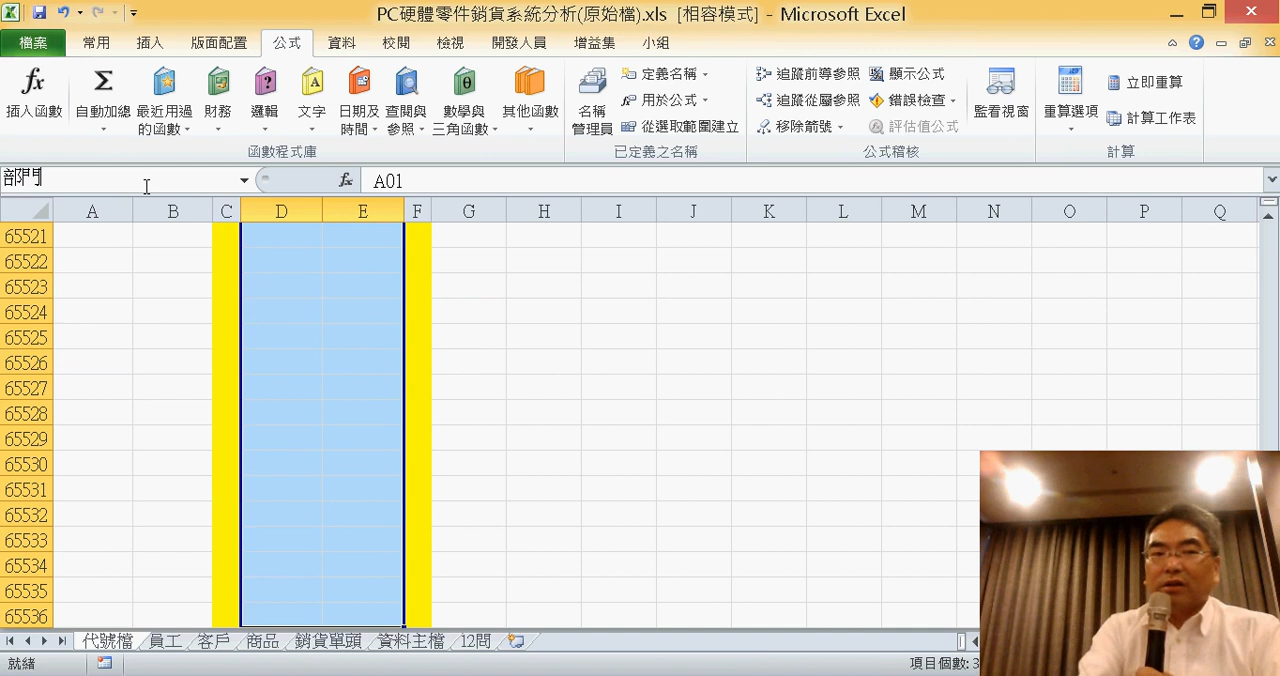 PC硬體零件銷貨系統分析(原始檔).xls [相容模式] - Microsoft Excel
檔案 常用 插入 版面配置 公式 資料 校閱 檢視 開發人員 增益集 小組
插入函數 自動加總 最近用過的函數 財務 邏輯 文字 日期及時間 查閱與參照 數學與三角函數 其他函數
名稱管理員 定義名稱 用於公式 從選取範圍建立
追蹤前導參照 追蹤從屬參照 移除箭號 顯示公式 錯誤檢查 評估值公式 監看視窗
重算選項 立即重算 計算工作表
函數程式庫 已定義之名稱 公式稽核 計算
部門 fx A01
A B C D E F G H I J K L M N O P Q
65521
65522
65523
65524
65525
65526
65527
65528
65529
65530
65531
65532
65533
65534
65535
65536
代號檔 員工 客戶 商品 銷貨單頭 資料主檔 12問
就緒 項目個數: 3